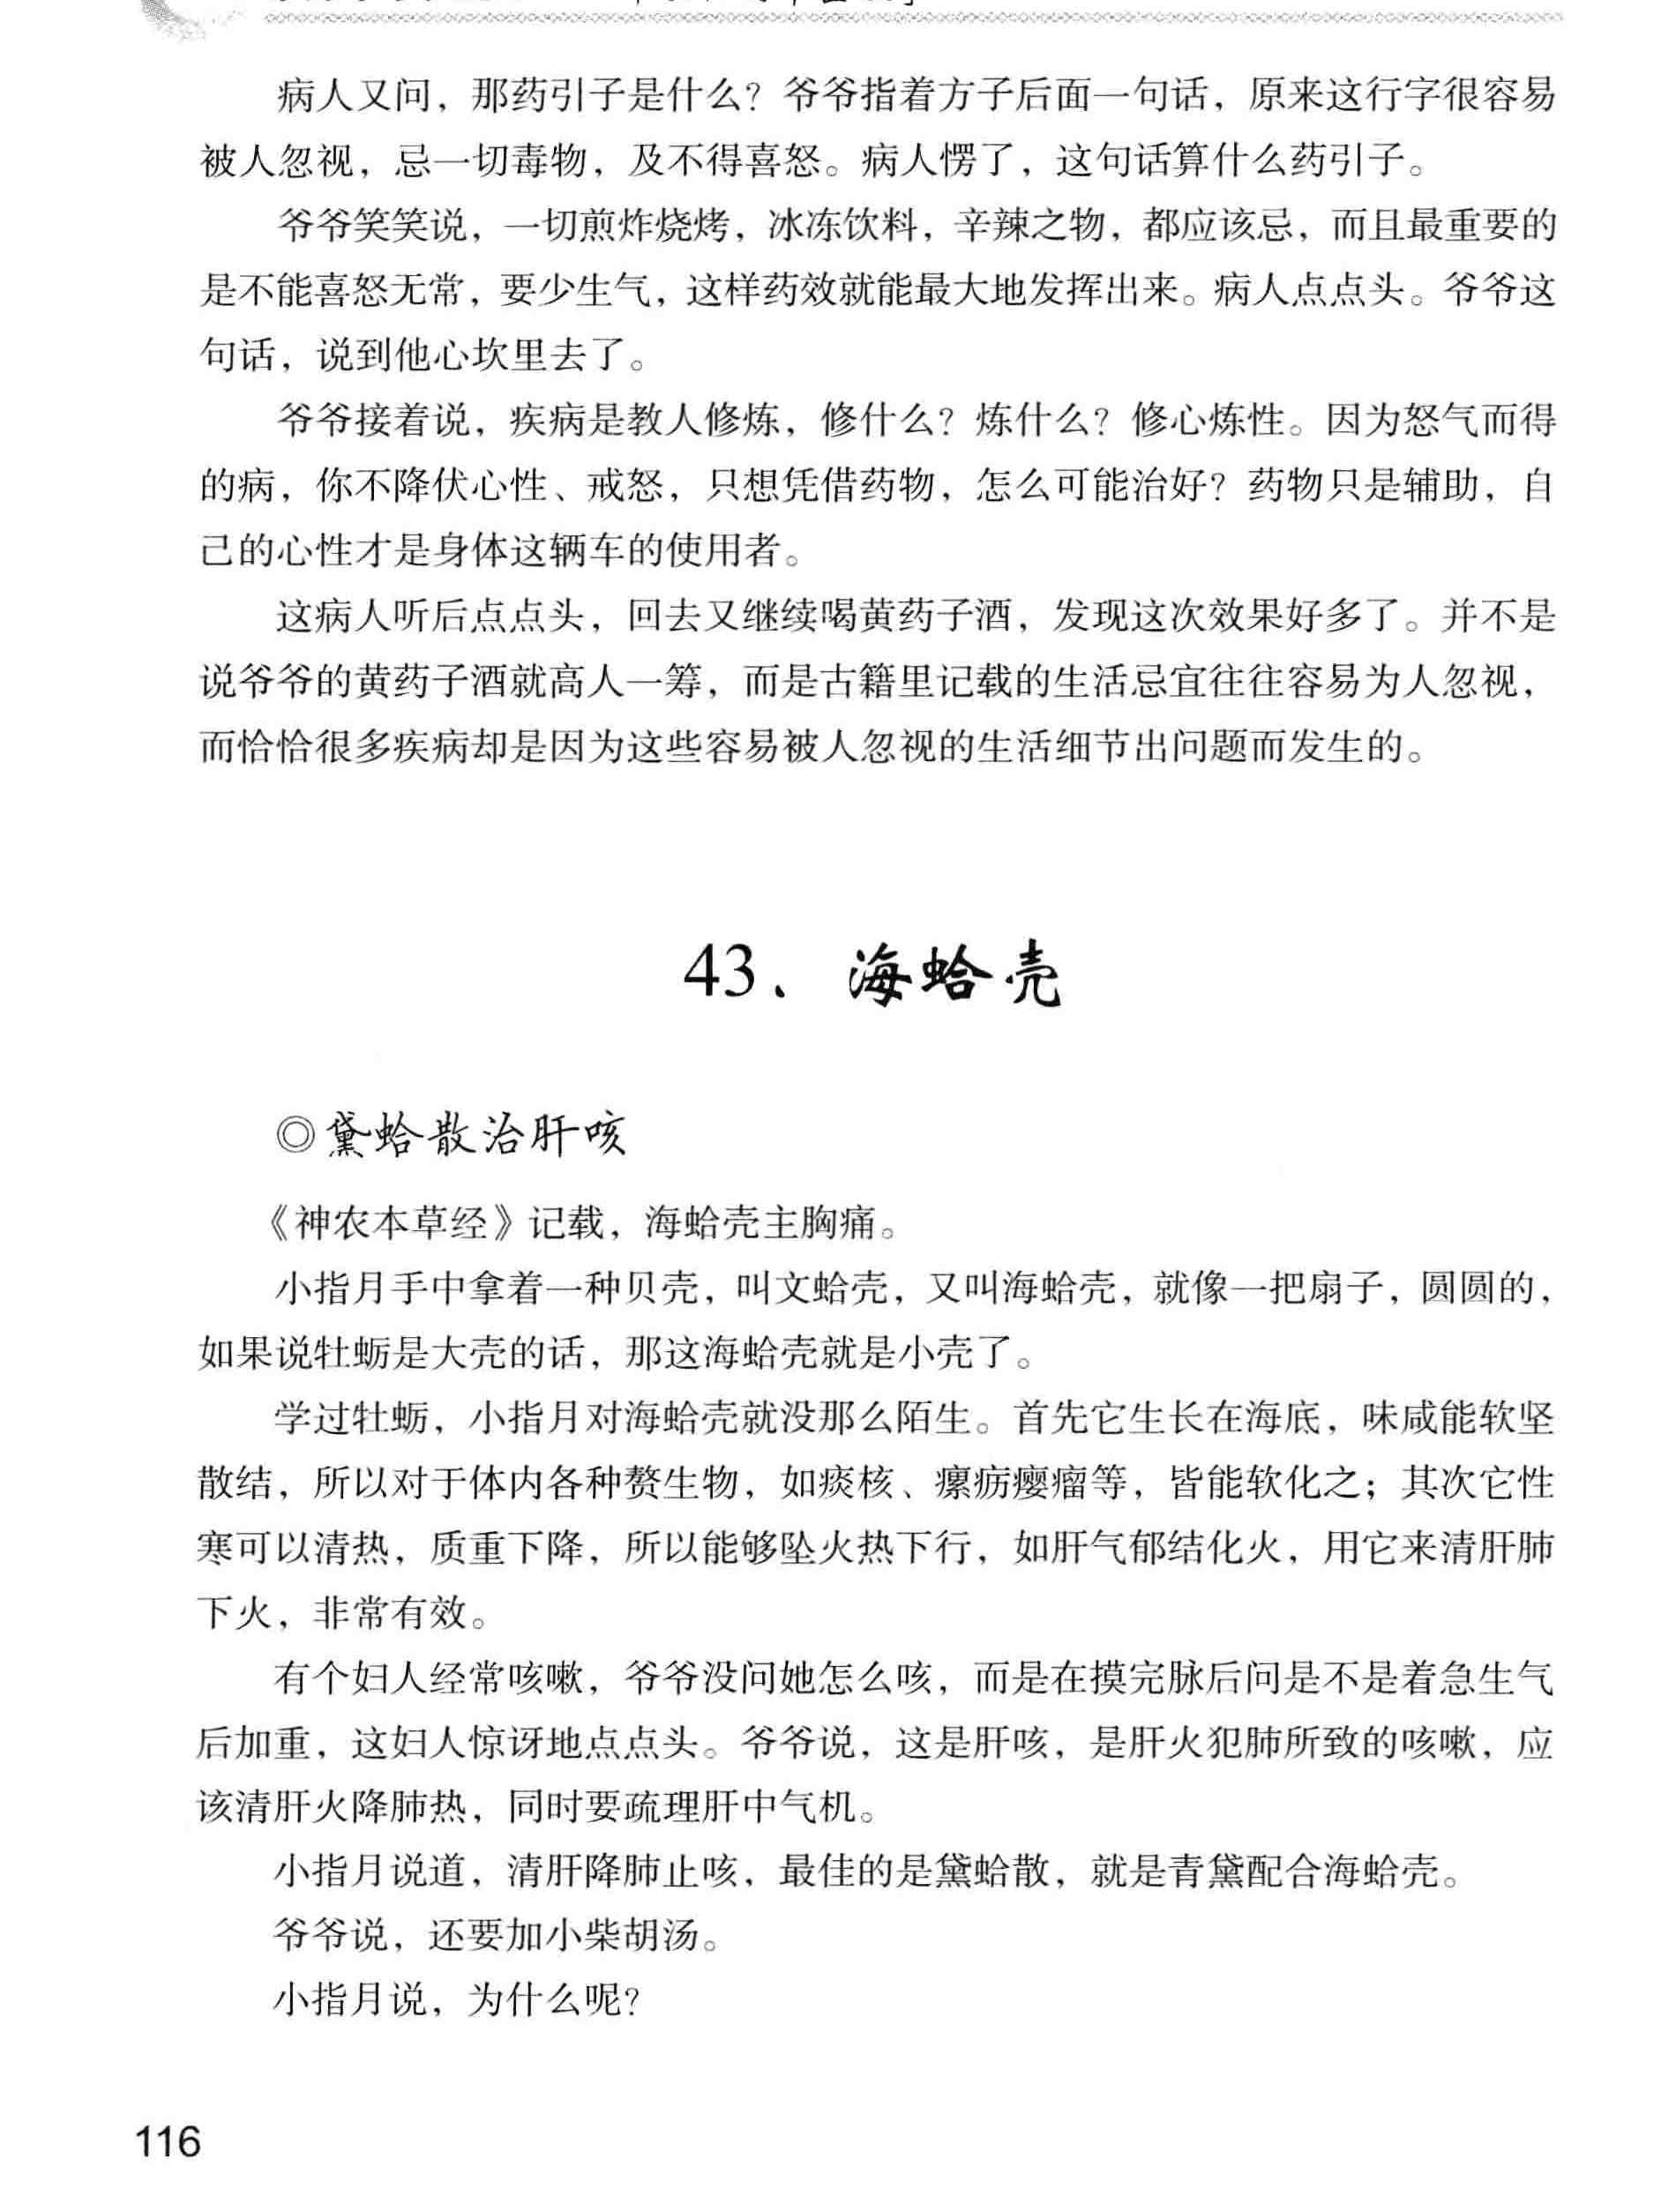 病人又问，那药引子是什么？爷爷指着方子后面一句话，原来这行字很容易
被人忽视，忌一切毒物，及不得喜怒。病人愣了，这句话算什么药引子。
爷爷笑笑说，一切煎炸烧烤，冰冻饮料，辛辣之物，都应该忌，而且最重要的
是不能喜怒无常，要少生气，这样药效就能最大地发挥出来。病人点点头。爷爷这
句话，说到他心坎里去了。
爷爷接着说，疾病是教人修炼，修什么？炼什么？修心炼性。因为怒气而得
的病，你不降伏心性、戒怒，只想凭借药物，怎么可能治好？药物只是辅助，自
己的心性才是身体这辆车的使用者。
这病人听后点点头，回去又继续喝黄药子酒，发现这次效果好多了。并不是
说爷爷的黄药子酒就高人一筹，而是古籍里记载的生活忌宜往往容易为人忽视，
而恰恰很多疾病却是因为这些容易被人忽视的生活细节出问题而发生的。
43、海蛤壳
◎黛蛤散治肝咳
《神农本草经》记载，海蛤壳主胸痛。
小指月手中拿着一种贝壳，叫文蛤壳，又叫海蛤壳，就像一把扇子，圆圆的，
如果说牡蛎是大壳的话，那这海蛤壳就是小壳了。
学过牡蛎，小指月对海蛤壳就没那么陌生。首先它生长在海底，味咸能软坚
散结，所以对于体内各种赘生物，如痰核、瘰疬瘿瘤等，皆能软化之；其次它性
寒可以清热，质重下降，所以能够坠火热下行，如肝气郁结化火，用它来清肝肺
下火，非常有效。
有个妇人经常咳嗽，爷爷没问她怎么咳，而是在摸完脉后问是不是着急生气
后加重，这妇人惊讶地点点头。爷爷说，这是肝咳，是肝火犯肺所致的咳嗽，应
该清肝火降肺热，同时要疏理肝中气机。
小指月说道，清肝降肺止咳，最佳的是黛蛤散，就是青黛配合海蛤壳。
爷爷说，还要加小柴胡汤。
小指月说，为什么呢？
116